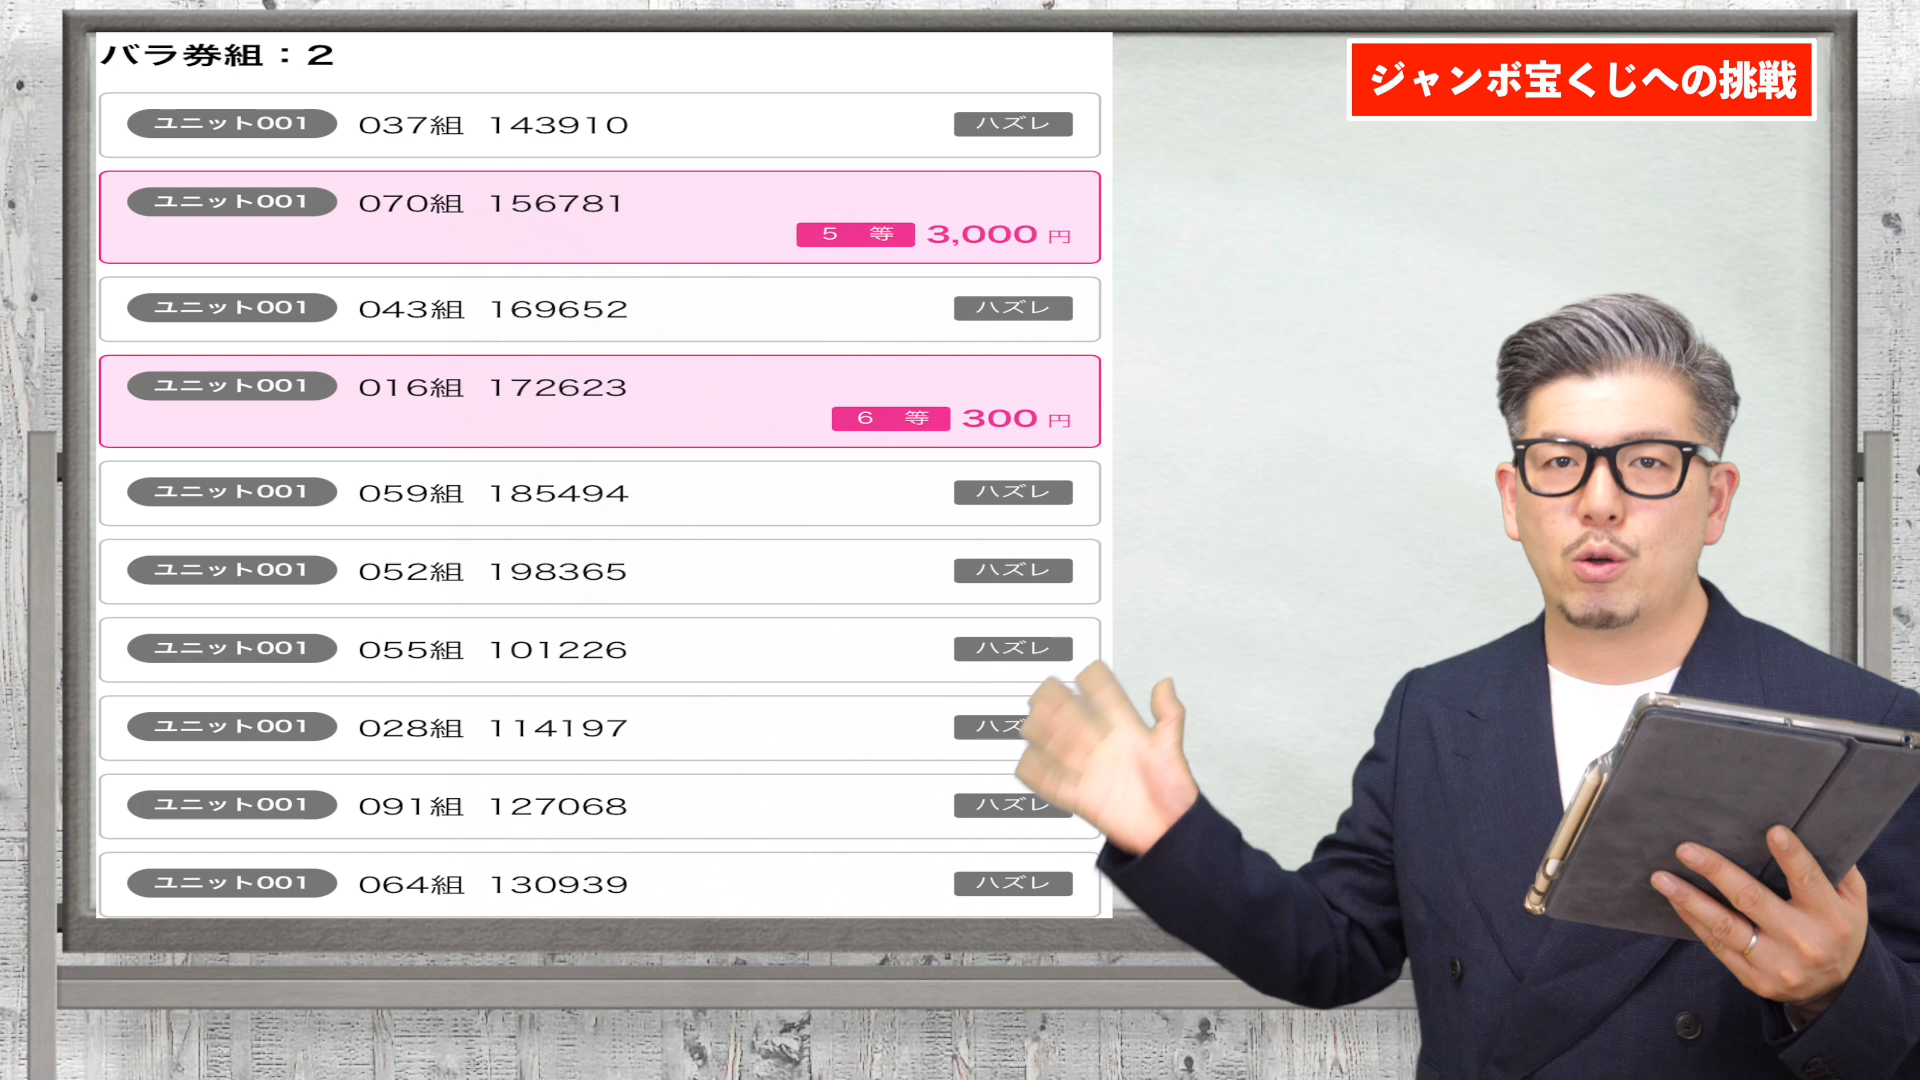 バラ券組：2
ジャンボ宝くじへの挑戦
ユニット001 037組 143910 ハズレ
ユニット001 070組 156781
5 等 3,000 円
ユニット001 043組 169652 ハズレ
ユニット001 016組 172623
6 等 300 円
ユニット001 059組 185494 ハズレ
ユニット001 052組 198365 ハズレ
ユニット001 055組 101226 ハズレ
ユニット001 028組 114197 ハズ
ユニット001 091組 127068 ハズレ
ユニット001 064組 130939 ハズレ